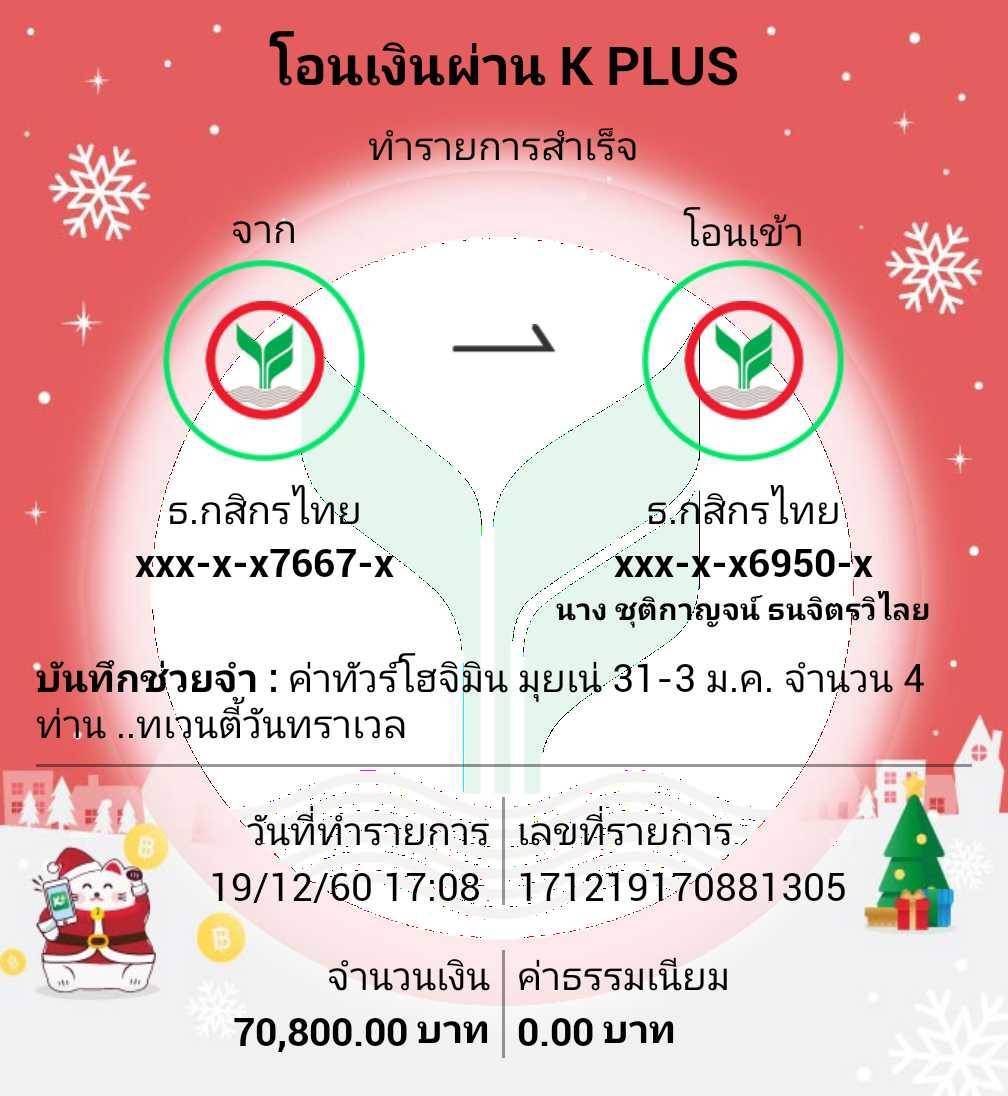 โอนเงินผ่าน K PLUS
ทำรายการสำเร็จ
จาก
โอนเข้า
ธ.กสิกรไทย
xxx-x-x7667-x
ธ.กสิกรไทย
xxx-x-x6950-x
นาง ชุติกาญจน์ ธนจิตรวิไลย
บันทึกช่วยจำ : ค่าทัวร์โฮจิมิน มุยเน่ 31-3 ม.ค. จำนวน 4
ท่าน ..ทเวนตี้วันทราเวล
วันที่ทำรายการ
19/12/60 17:08
เลขที่รายการ
171219170881305
จำนวนเงิน
70,800.00 บาท
ค่าธรรมเนียม
0.00 บาท